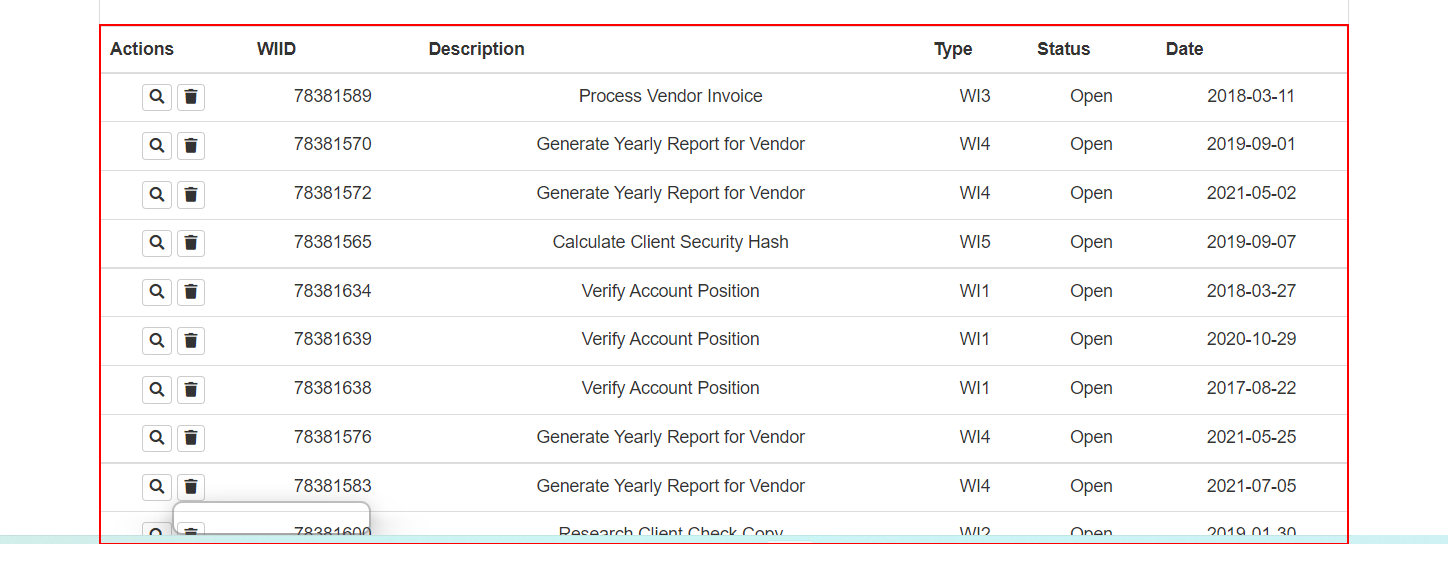 Actions WIID Description Type Status Date
78381589 Process Vendor Invoice WI3 Open 2018-03-11
78381570 Generate Yearly Report for Vendor WI4 Open 2019-09-01
78381572 Generate Yearly Report for Vendor WI4 Open 2021-05-02
78381565 Calculate Client Security Hash WI5 Open 2019-09-07
78381634 Verify Account Position WI1 Open 2018-03-27
78381639 Verify Account Position WI1 Open 2020-10-29
78381638 Verify Account Position WI1 Open 2017-08-22
78381576 Generate Yearly Report for Vendor WI4 Open 2021-05-25
78381583 Generate Yearly Report for Vendor WI4 Open 2021-07-05
78381600 Research Client Check Copy WI2 Open 2019-01-30